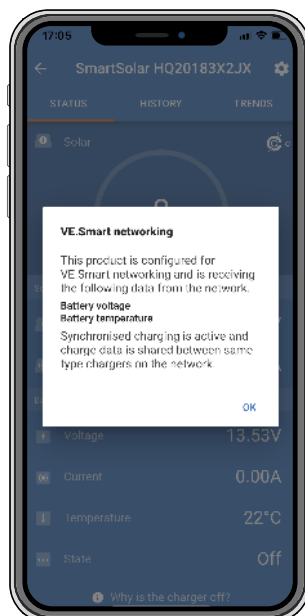 17:05
SmartSolar HQ20183X2JX
STATUS HISTORY TRENDS
Solar
VE.Smart networking
This product is configured for
VE.Smart networking and is receiving
the following data from the network.
Battery voltage
Battery temperature
Synchronised charging is active and
charge data is shared between same
type chargers on the network
OK
Voltage 13.53V
Current 0.00A
Temperature 22°C
State Off
Why is the charger off?